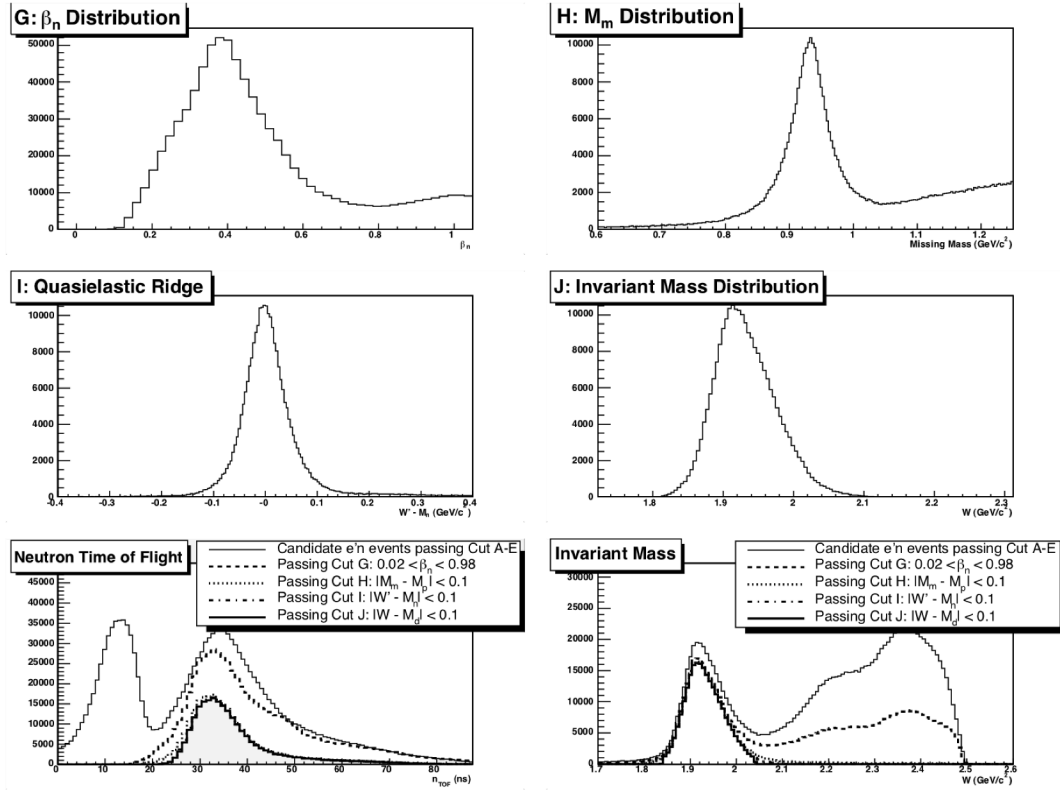 G: βn Distribution
50000
40000
30000
20000
10000
0
0 0.2 0.4 0.6 0.8 1
βn
H: Mm Distribution
10000
8000
6000
4000
2000
0
0.6 0.7 0.8 0.9 1 1.1 1.2
Missing Mass (GeV/c²)
I: Quasielastic Ridge
10000
8000
6000
4000
2000
0
-0.4 -0.3 -0.2 -0.1 -0 0.1 0.2 0.3 0.4
W' - Mn (GeV/c²)
J: Invariant Mass Distribution
10000
8000
6000
4000
2000
0
1.8 1.9 2 2.1 2.2 2.3
W (GeV/c²)
Neutron Time of Flight
Candidate e'n events passing Cut A-E
Passing Cut G: 0.02 < βn < 0.98
Passing Cut H: |Mm - Mp| < 0.1
Passing Cut I: |W' - Mn| < 0.1
Passing Cut J: |W - Md| < 0.1
45000
40000
35000
30000
25000
20000
15000
10000
5000
0
0 10 20 30 40 50 60 70 80
nTOF (ns)
Invariant Mass
Candidate e'n events passing Cut A-E
Passing Cut G: 0.02 < βn < 0.98
Passing Cut H: |Mm - Mp| < 0.1
Passing Cut I: |W' - Mn| < 0.1
Passing Cut J: |W - Md| < 0.1
30000
25000
20000
15000
10000
5000
0
1.7 1.8 1.9 2 2.1 2.2 2.3 2.4 2.5 2.6
W (GeV/c²)